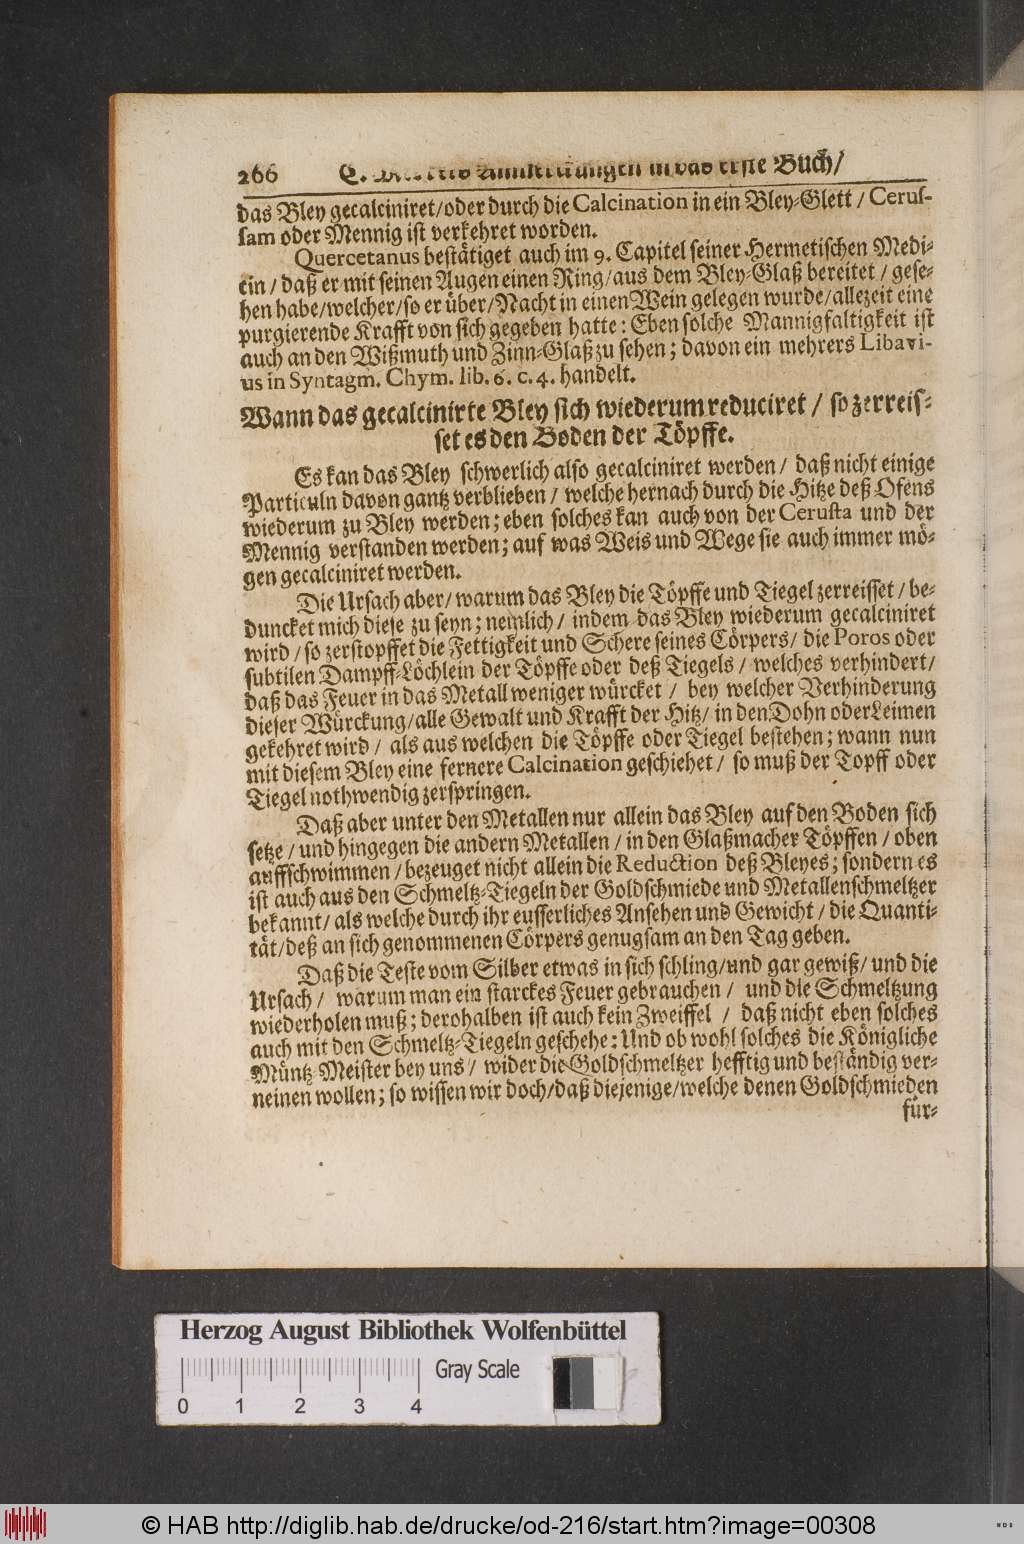 266 C. Merrets Anmerckungen in das erste Buch/
das Bley gecalciniret/oder durch die Calcination in ein Bley-Glett / Cerus-
sam oder Mennig ist verkehret worden.
Quercetanus bestätiget auch im 9. Capitel seiner Hermetischen Medi-
cin / daß er mit seinen Augen einen Ring/aus dem Bley-Glaß bereitet / gese-
hen habe/welcher/so er über/Nacht in einen Wein gelegen wurde/allezeit eine
purgierende Krafft von sich gegeben hatte: Eben solche Mannigfaltigkeit ist
auch an den Wißmuth und Zinn-Glaß zu sehen; davon ein mehrers Libavi-
us in Syntagm. Chym. lib. 6. c. 4. handelt.
Wann das gecalcinirte Bley sich wiederum reduciret / so zerreis-
set es den Boden der Töpffe.
Es kan das Bley schwerlich also gecalciniret werden / daß nicht einige
Particuln davon gantz verblieben / welche hernach durch die Hitze deß Ofens
wiederum zu Bley werden; eben solches kan auch von der Cerussa und der
Mennig verstanden werden; auf was Weis und Wege sie auch immer mö-
gen gecalciniret werden.
Die Ursach aber/ warum das Bley die Töpffe und Tiegel zerreisset / be-
duncket mich diese zu seyn; nemlich / indem das Bley wiederum gecalciniret
wird / so zerstopffet die Fettigkeit und Schere seines Cörpers/ die Poros oder
subtilen Dampff-Löchlein der Töpffe oder deß Tiegels / welches verhindert/
daß das Feuer in das Metall weniger würcket / bey welcher Verhinderung
dieser Würckung/alle Gewalt und Krafft der Hitz/ in den Dohn oder Leimen
gekehret wird / als aus welchen die Töpffe oder Tiegel bestehen; wann nun
mit diesem Bley eine fernere Calcination geschiehet / so muß der Topff oder
Tiegel nothwendig zerspringen.
Daß aber unter den Metallen nur allein das Bley auf den Boden sich
setze / und hingegen die andern Metallen / in den Glaßmacher Töpffen / oben
auffschwimmen / bezeuget nicht allein die Reduction deß Bleyes; sondern es
ist auch aus den Schmeltz-Tiegeln der Goldschmiede und Metallenschmeltzer
bekannt / als welche durch ihr eusserliches Ansehen und Gewicht / die Quanti-
tät/deß an sich genommenen Cörpers genugsam an den Tag geben.
Daß die Teste vom Silber etwas in sich schling/und gar gewiß/ und die
Ursach / warum man ein starckes Feuer gebrauchen / und die Schmeltzung
wiederholen muß; derohalben ist auch kein Zweiffel / daß nicht eben solches
auch mit den Schmeltz-Tiegeln geschehe: Und ob wohl solches die Königliche
Müntz-Meister bey uns / wider die Goldschmeltzer hefftig und beständig ver-
neinen wollen; so wissen wir doch/daß diejenige/welche denen Goldschmieden
für-
Herzog August Bibliothek Wolfenbüttel
Gray Scale
0 1 2 3 4
© HAB http://diglib.hab.de/drucke/od-216/start.htm?image=00308